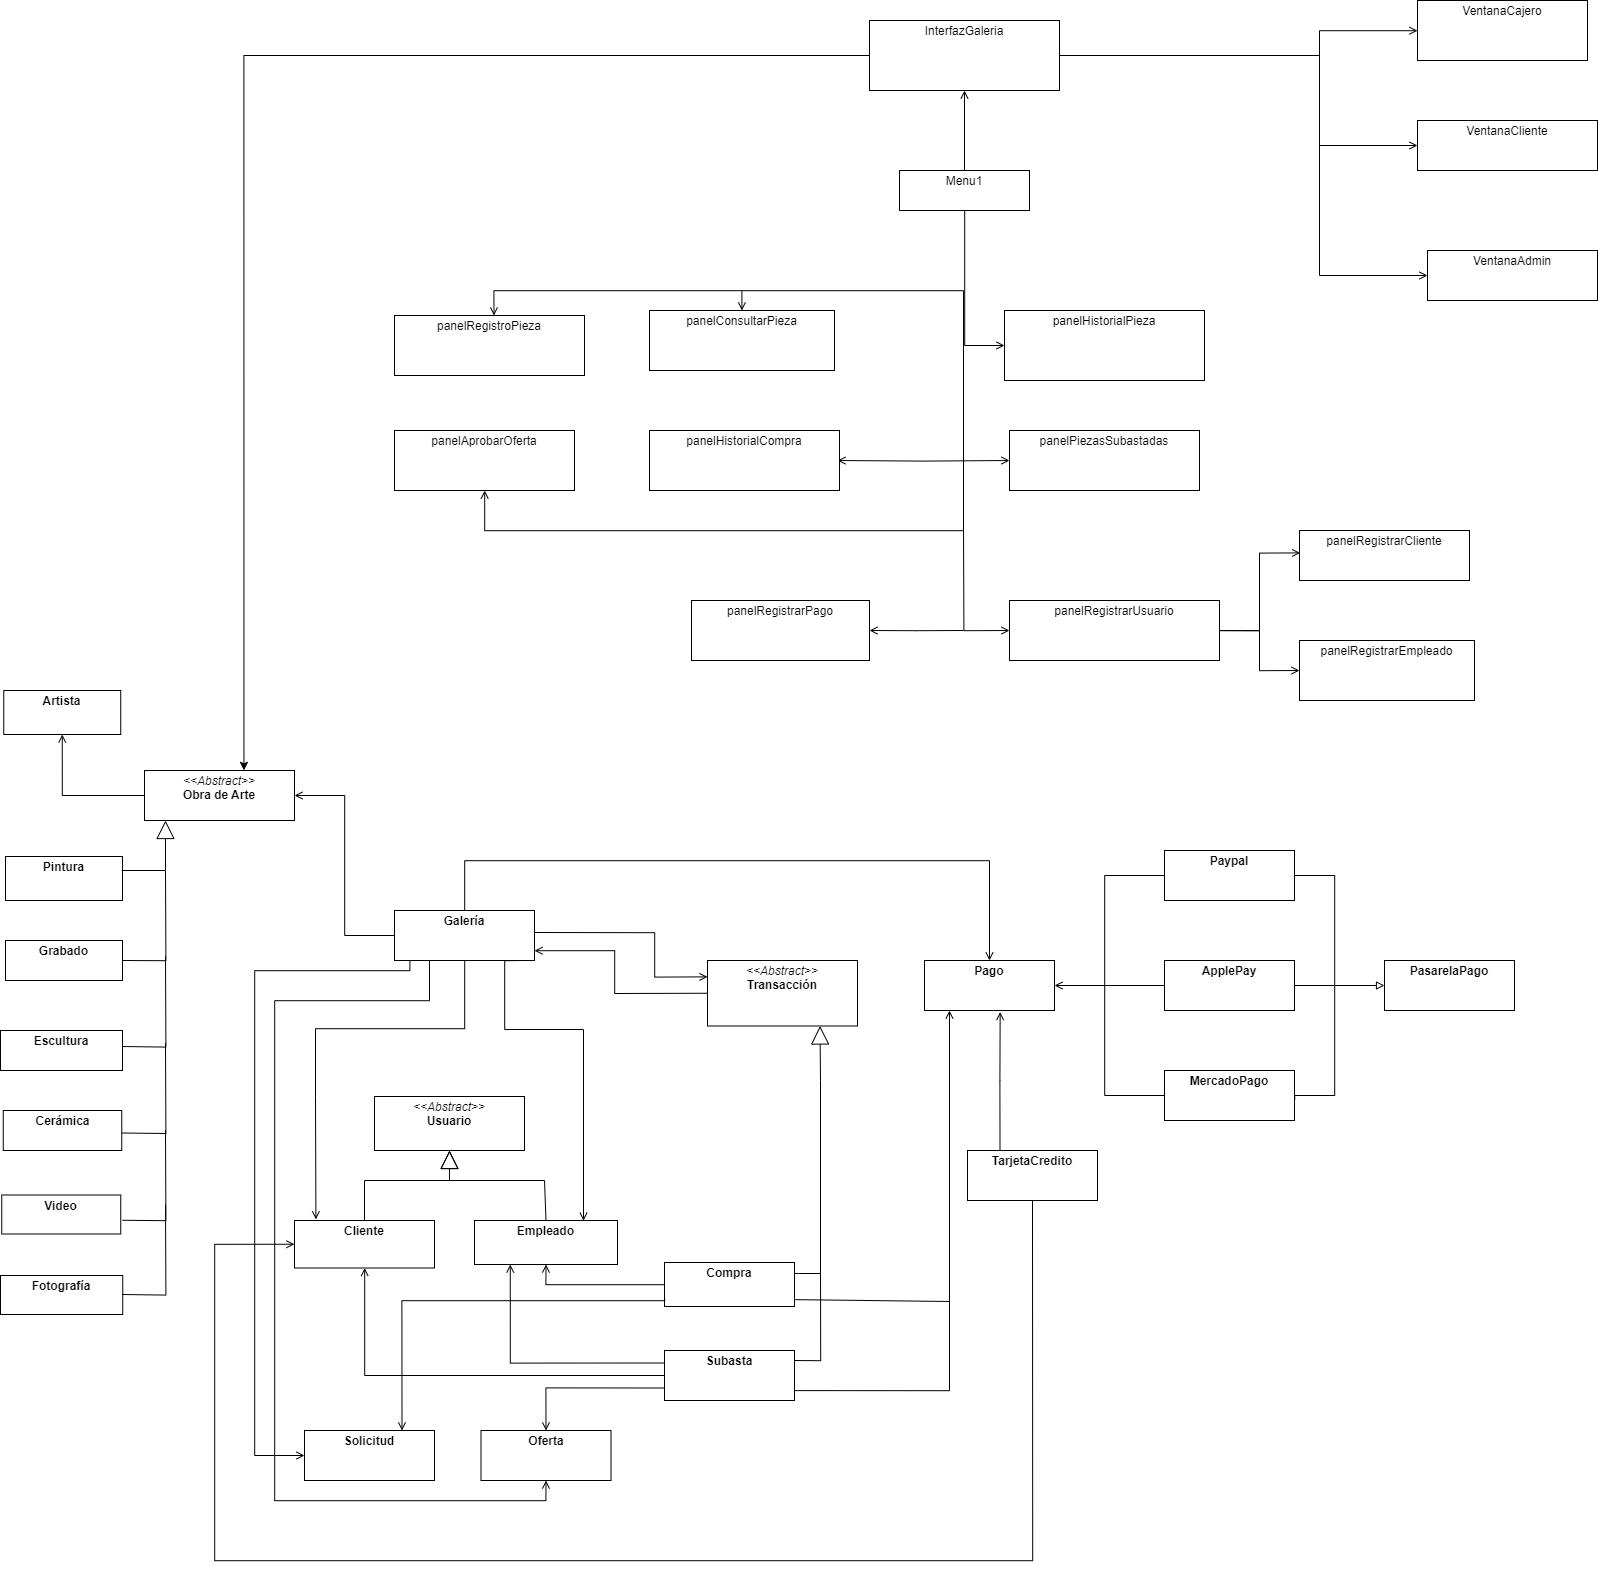 VentanaCajero
InterfazGaleria
VentanaCliente
Menu1
VentanaAdmin
panelRegistroPieza
panelConsultarPieza
panelHistorialPieza
panelAprobarOferta
panelHistorialCompra
panelPiezasSubastadas
panelRegistrarCliente
panelRegistrarPago
panelRegistrarUsuario
panelRegistrarEmpleado
Artista
<<Abstract>>
Obra de Arte
Pintura
Paypal
Galería
Grabado
<<Abstract>>
Transacción
Pago
ApplePay
PasarelaPago
Escultura
MercadoPago
<<Abstract>>
Usuario
Cerámica
TarjetaCredito
Video
Cliente
Empleado
Compra
Fotografía
Subasta
Solicitud
Oferta